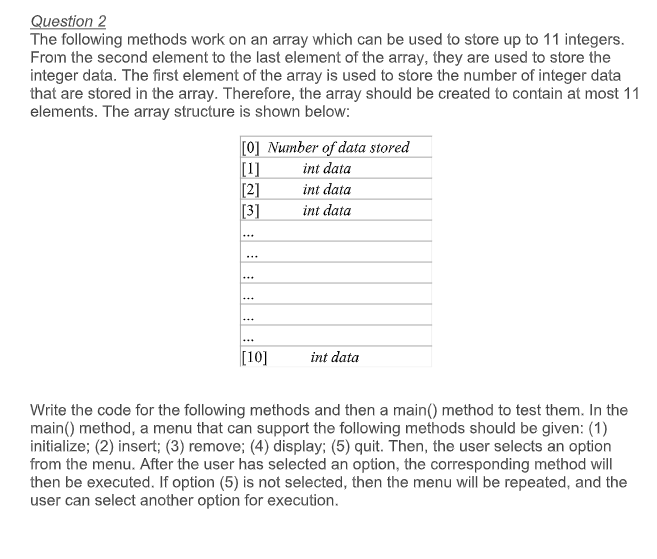 Question 2
The following methods work on an array which can be used to store up to 11 integers.
From the second element to the last element of the array, they are used to store the
integer data. The first element of the array is used to store the number of integer data
that are stored in the array. Therefore, the array should be created to contain at most 11
elements. The array structure is shown below:
[0] Number of data stored
[1] int data
[2] int data
[3] int data
...
...
...
...
...
...
[10] int data
Write the code for the following methods and then a main() method to test them. In the
main() method, a menu that can support the following methods should be given: (1)
initialize; (2) insert; (3) remove; (4) display; (5) quit. Then, the user selects an option
from the menu. After the user has selected an option, the corresponding method will
then be executed. If option (5) is not selected, then the menu will be repeated, and the
user can select another option for execution.